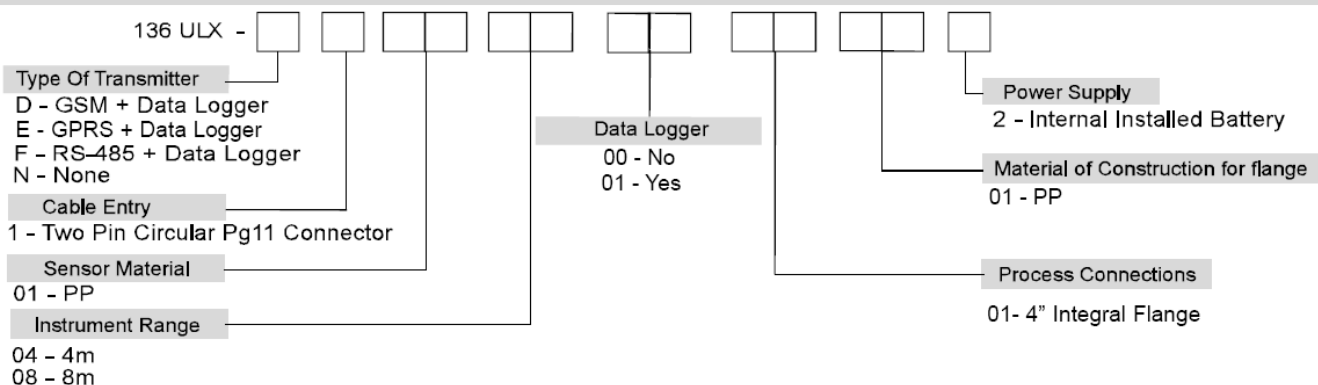 136 ULX -
Type Of Transmitter
D - GSM + Data Logger
E - GPRS + Data Logger
F - RS-485 + Data Logger
N - None
Cable Entry
1 - Two Pin Circular Pg11 Connector
Sensor Material
01 - PP
Instrument Range
04 - 4m
08 - 8m
Data Logger
00 - No
01 - Yes
Power Supply
2 - Internal Installed Battery
Material of Construction for flange
01 - PP
Process Connections
01- 4” Integral Flange